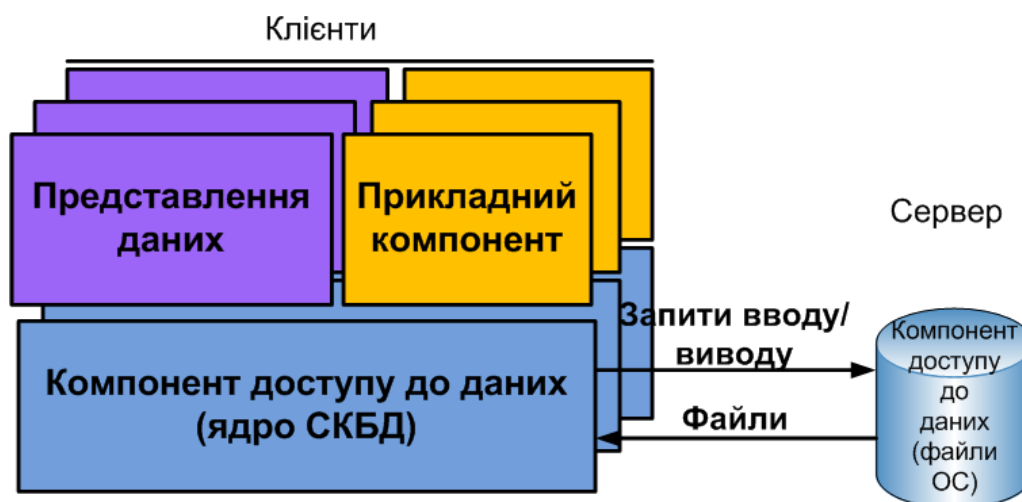 Клієнти
Представлення
даних
Прикладний
компонент
Сервер
Запити вводу/
виводу
Компонент доступу до даних
(ядро СКБД)
Файли
Компонент
доступу
до
даних
(файли
ОС)